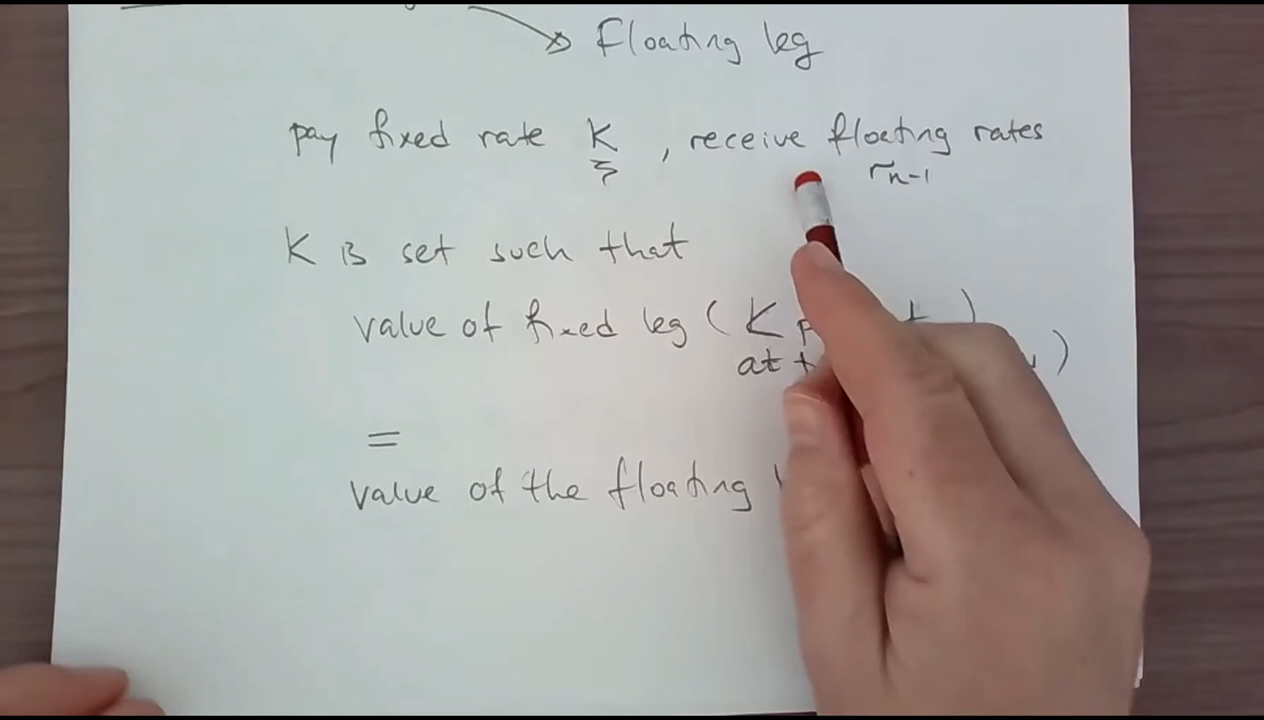 Floating leg
pay fixed rate K , receive floating rates
r n-1
K is set such that
value of fixed leg ( K
at
=
value of the floating